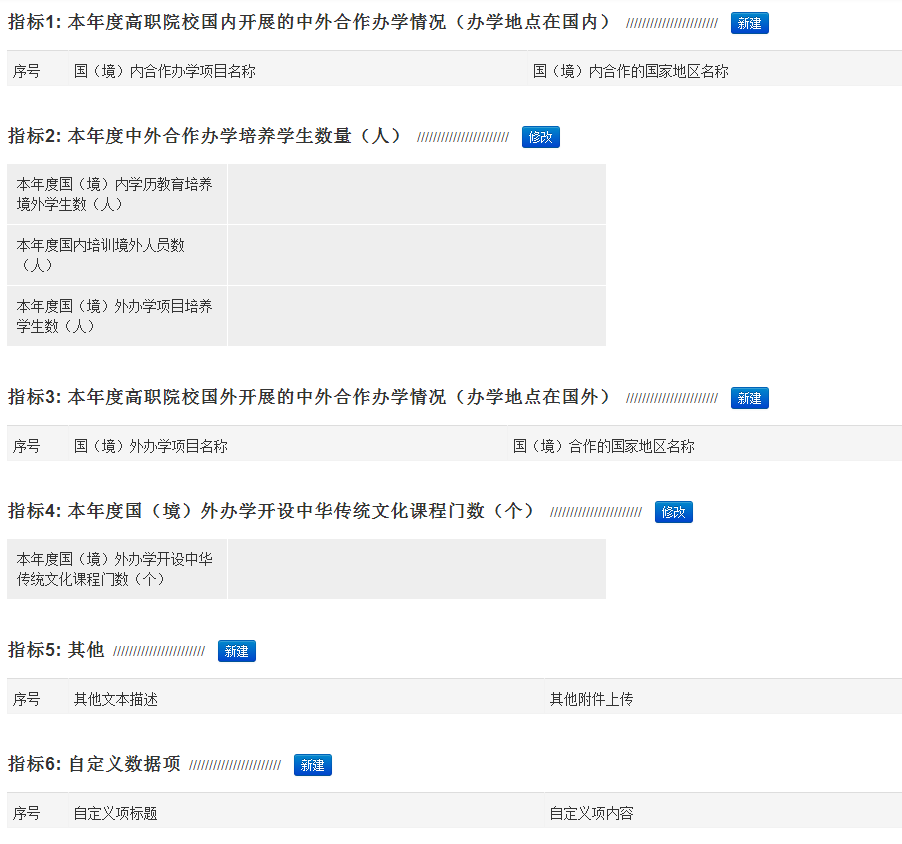 指标1: 本年度高职院校国内开展的中外合作办学情况（办学地点在国内） /////////////////////// 新建
序号 国（境）内合作办学项目名称 国（境）内合作的国家地区名称
指标2: 本年度中外合作办学培养学生数量（人） /////////////////////// 修改
本年度国（境）内学历教育培养
境外学生数（人）
本年度国内培训境外人员数
（人）
本年度国（境）外办学项目培养
学生数（人）
指标3: 本年度高职院校国外开展的中外合作办学情况（办学地点在国外） /////////////////////// 新建
序号 国（境）外办学项目名称 国（境）合作的国家地区名称
指标4: 本年度国（境）外办学开设中华传统文化课程门数（个） /////////////////////// 修改
本年度国（境）外办学开设中华
传统文化课程门数（个）
指标5: 其他 /////////////////////// 新建
序号 其他文本描述 其他附件上传
指标6: 自定义数据项 /////////////////////// 新建
序号 自定义项标题 自定义项内容